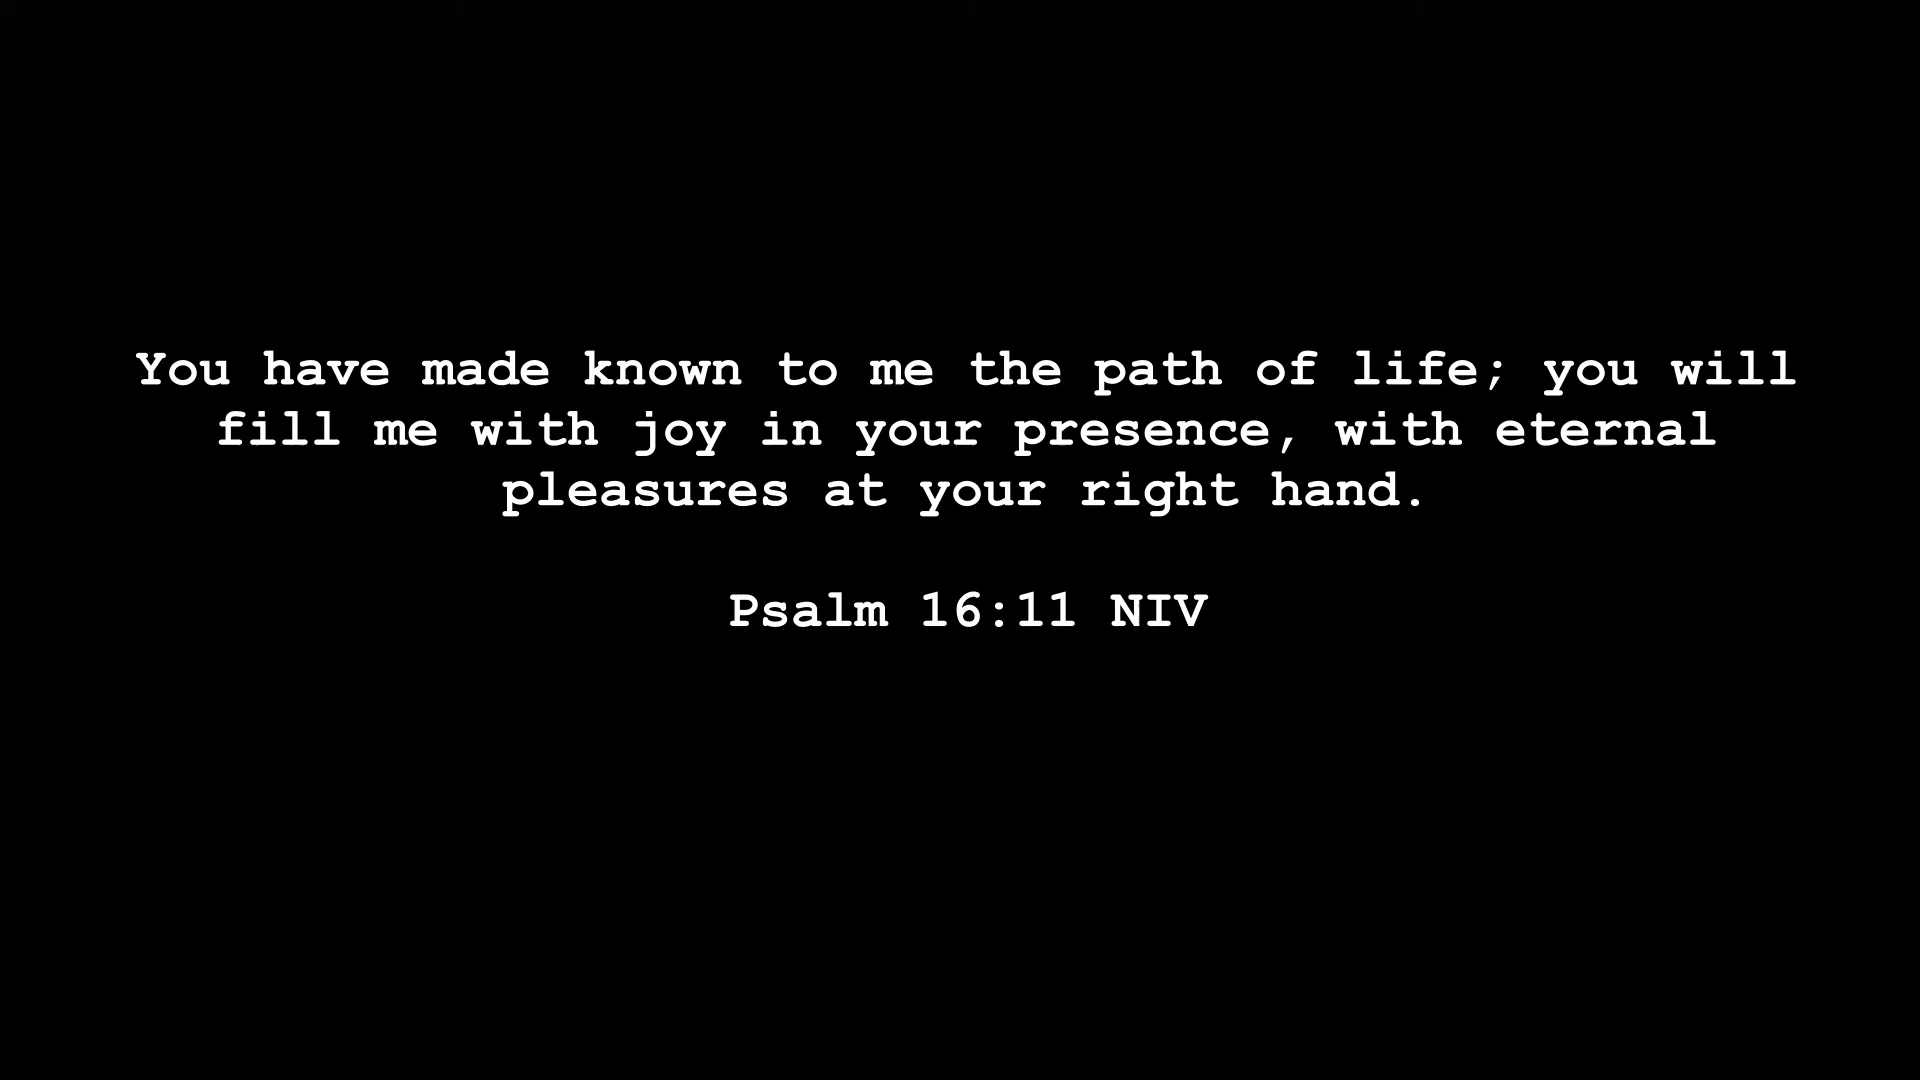 You have made known to me the path of life; you will
fill me with joy in your presence, with eternal
pleasures at your right hand.
Psalm 16:11 NIV